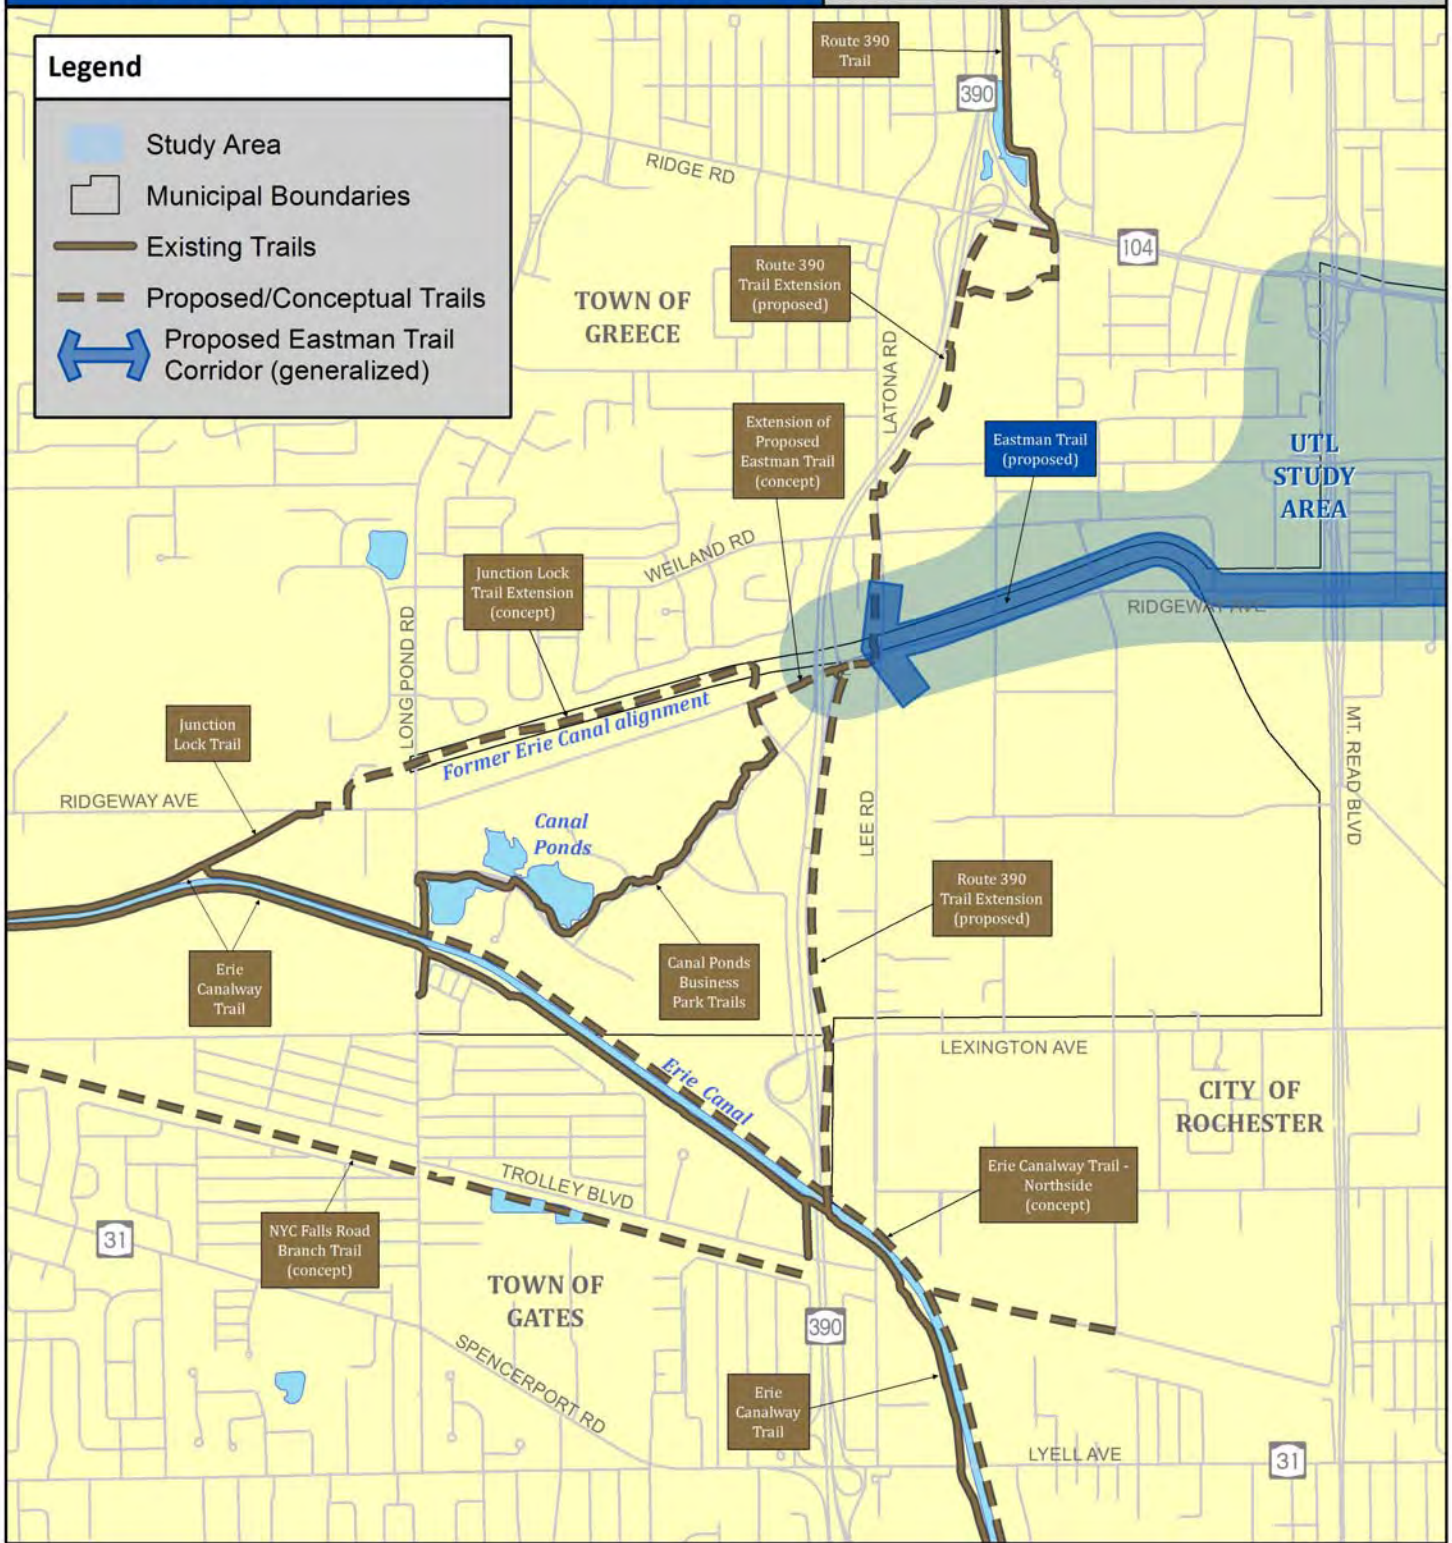 Legend
Study Area
Municipal Boundaries
Existing Trails
Proposed/Conceptual Trails
Proposed Eastman Trail
Corridor (generalized)
Route 390
Trail
390
RIDGE RD
104
Route 390
Trail Extension
(proposed)
TOWN OF
GREECE
LATONA RD
Extension of
Proposed
Eastman Trail
(concept)
Eastman Trail
(proposed)
UTL
STUDY
AREA
WEILAND RD
Junction Lock
Trail Extension
(concept)
RIDGEWAY AVE
LONG POND RD
Former Erie Canal alignment
Junction
Lock Trail
MT. READ BLVD
RIDGEWAY AVE
LEE RD
Canal
Ponds
Route 390
Trail Extension
(proposed)
Erie
Canalway
Trail
Canal Ponds
Business
Park Trails
LEXINGTON AVE
Erie Canal
CITY OF
ROCHESTER
TROLLEY BLVD
Erie Canalway Trail -
Northside
(concept)
31
NYC Falls Road
Branch Trail
(concept)
TOWN OF
GATES
390
SPENCERPORT RD
Erie
Canalway
Trail
LYELL AVE
31